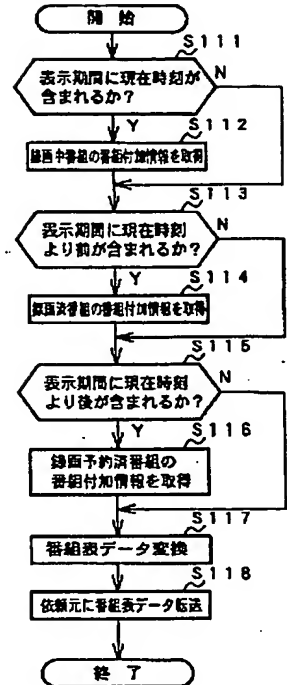 開始
S111
表示期間に現在時刻が
含まれるか?
N
Y
S112
録画中番組の番組付加情報を取得
S113
表示期間に現在時刻
より前が含まれるか?
N
Y
S114
録画済番組の番組付加情報を取得
S115
表示期間に現在時刻
より後が含まれるか?
N
Y
S116
録画予約済番組の
番組付加情報を取得
S117
番組表データ変換
S118
依頼元に番組表データ転送
終了